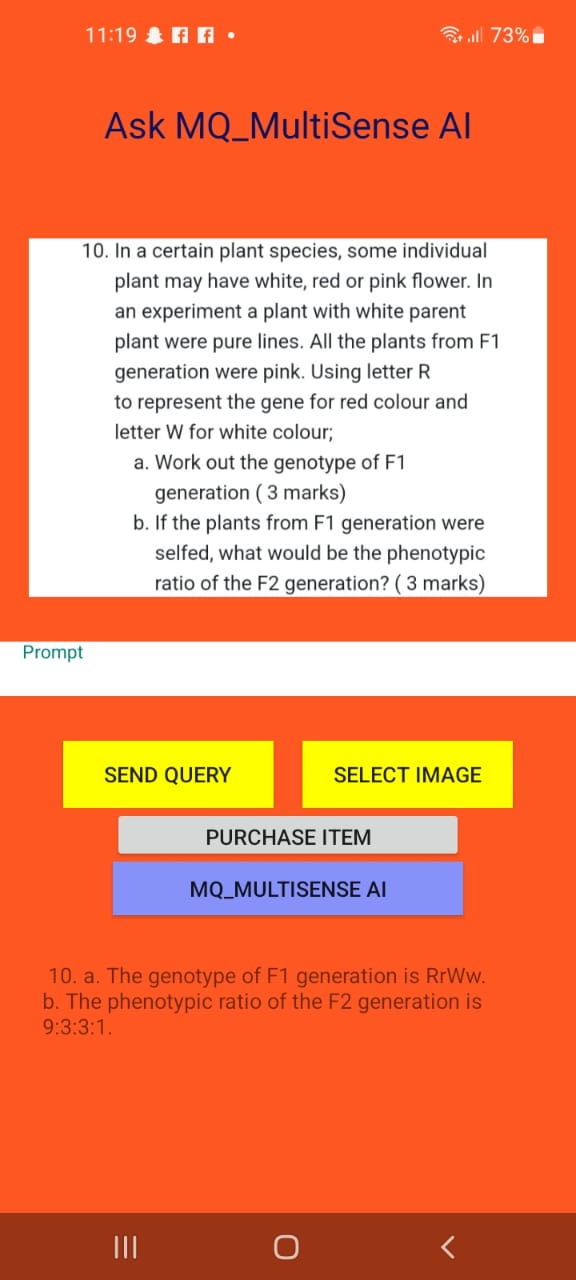 11:19
73%
Ask MQ_MultiSense AI
10. In a certain plant species, some individual
plant may have white, red or pink flower. In
an experiment a plant with white parent
plant were pure lines. All the plants from F1
generation were pink. Using letter R
to represent the gene for red colour and
letter W for white colour;
a. Work out the genotype of F1
generation ( 3 marks)
b. If the plants from F1 generation were
selfed, what would be the phenotypic
ratio of the F2 generation? ( 3 marks)
Prompt
SEND QUERY
SELECT IMAGE
PURCHASE ITEM
MQ_MULTISENSE AI
10. a. The genotype of F1 generation is RrWw.
b. The phenotypic ratio of the F2 generation is
9:3:3:1.